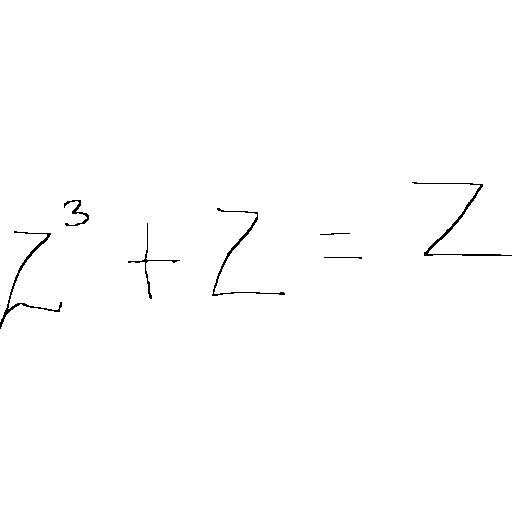 z³ + z = z